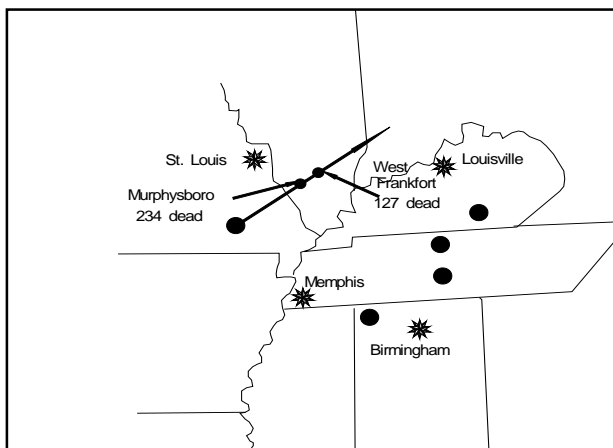 St. Louis
Murphysboro
234 dead
West
Frankfort
127 dead
Louisville
Memphis
Birmingham